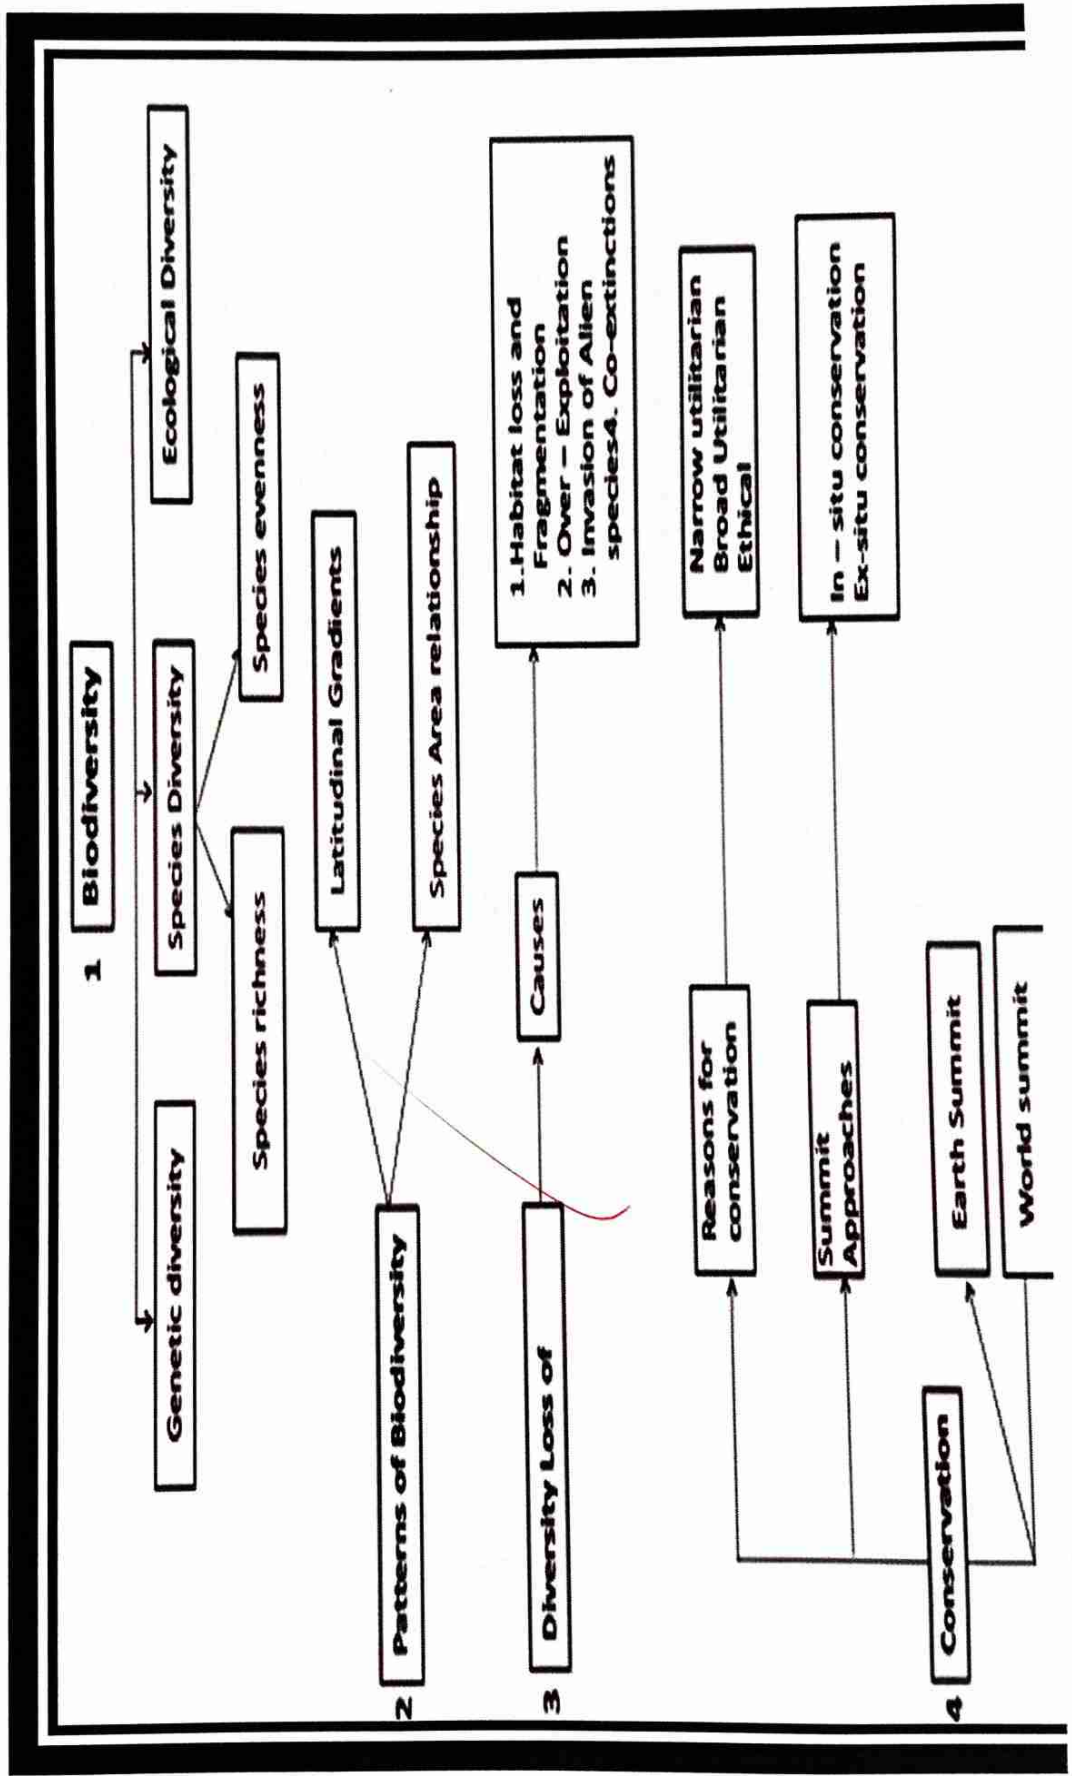 1 Biodiversity
Genetic diversity
Species Diversity
Ecological Diversity
Species richness
Species evenness
2 Patterns of Biodiversity
Latitudinal Gradients
Species Area relationship
3 Diversity Loss of
Causes
1.Habitat loss and
Fragmentation
2. Over – Exploitation
3. Invasion of Alien
species4. Co-extinctions
4 Conservation
Reasons for
conservation
Narrow utilitarian
Broad Utilitarian
Ethical
Summit
Approaches
In – situ conservation
Ex-situ conservation
Earth Summit
World summit